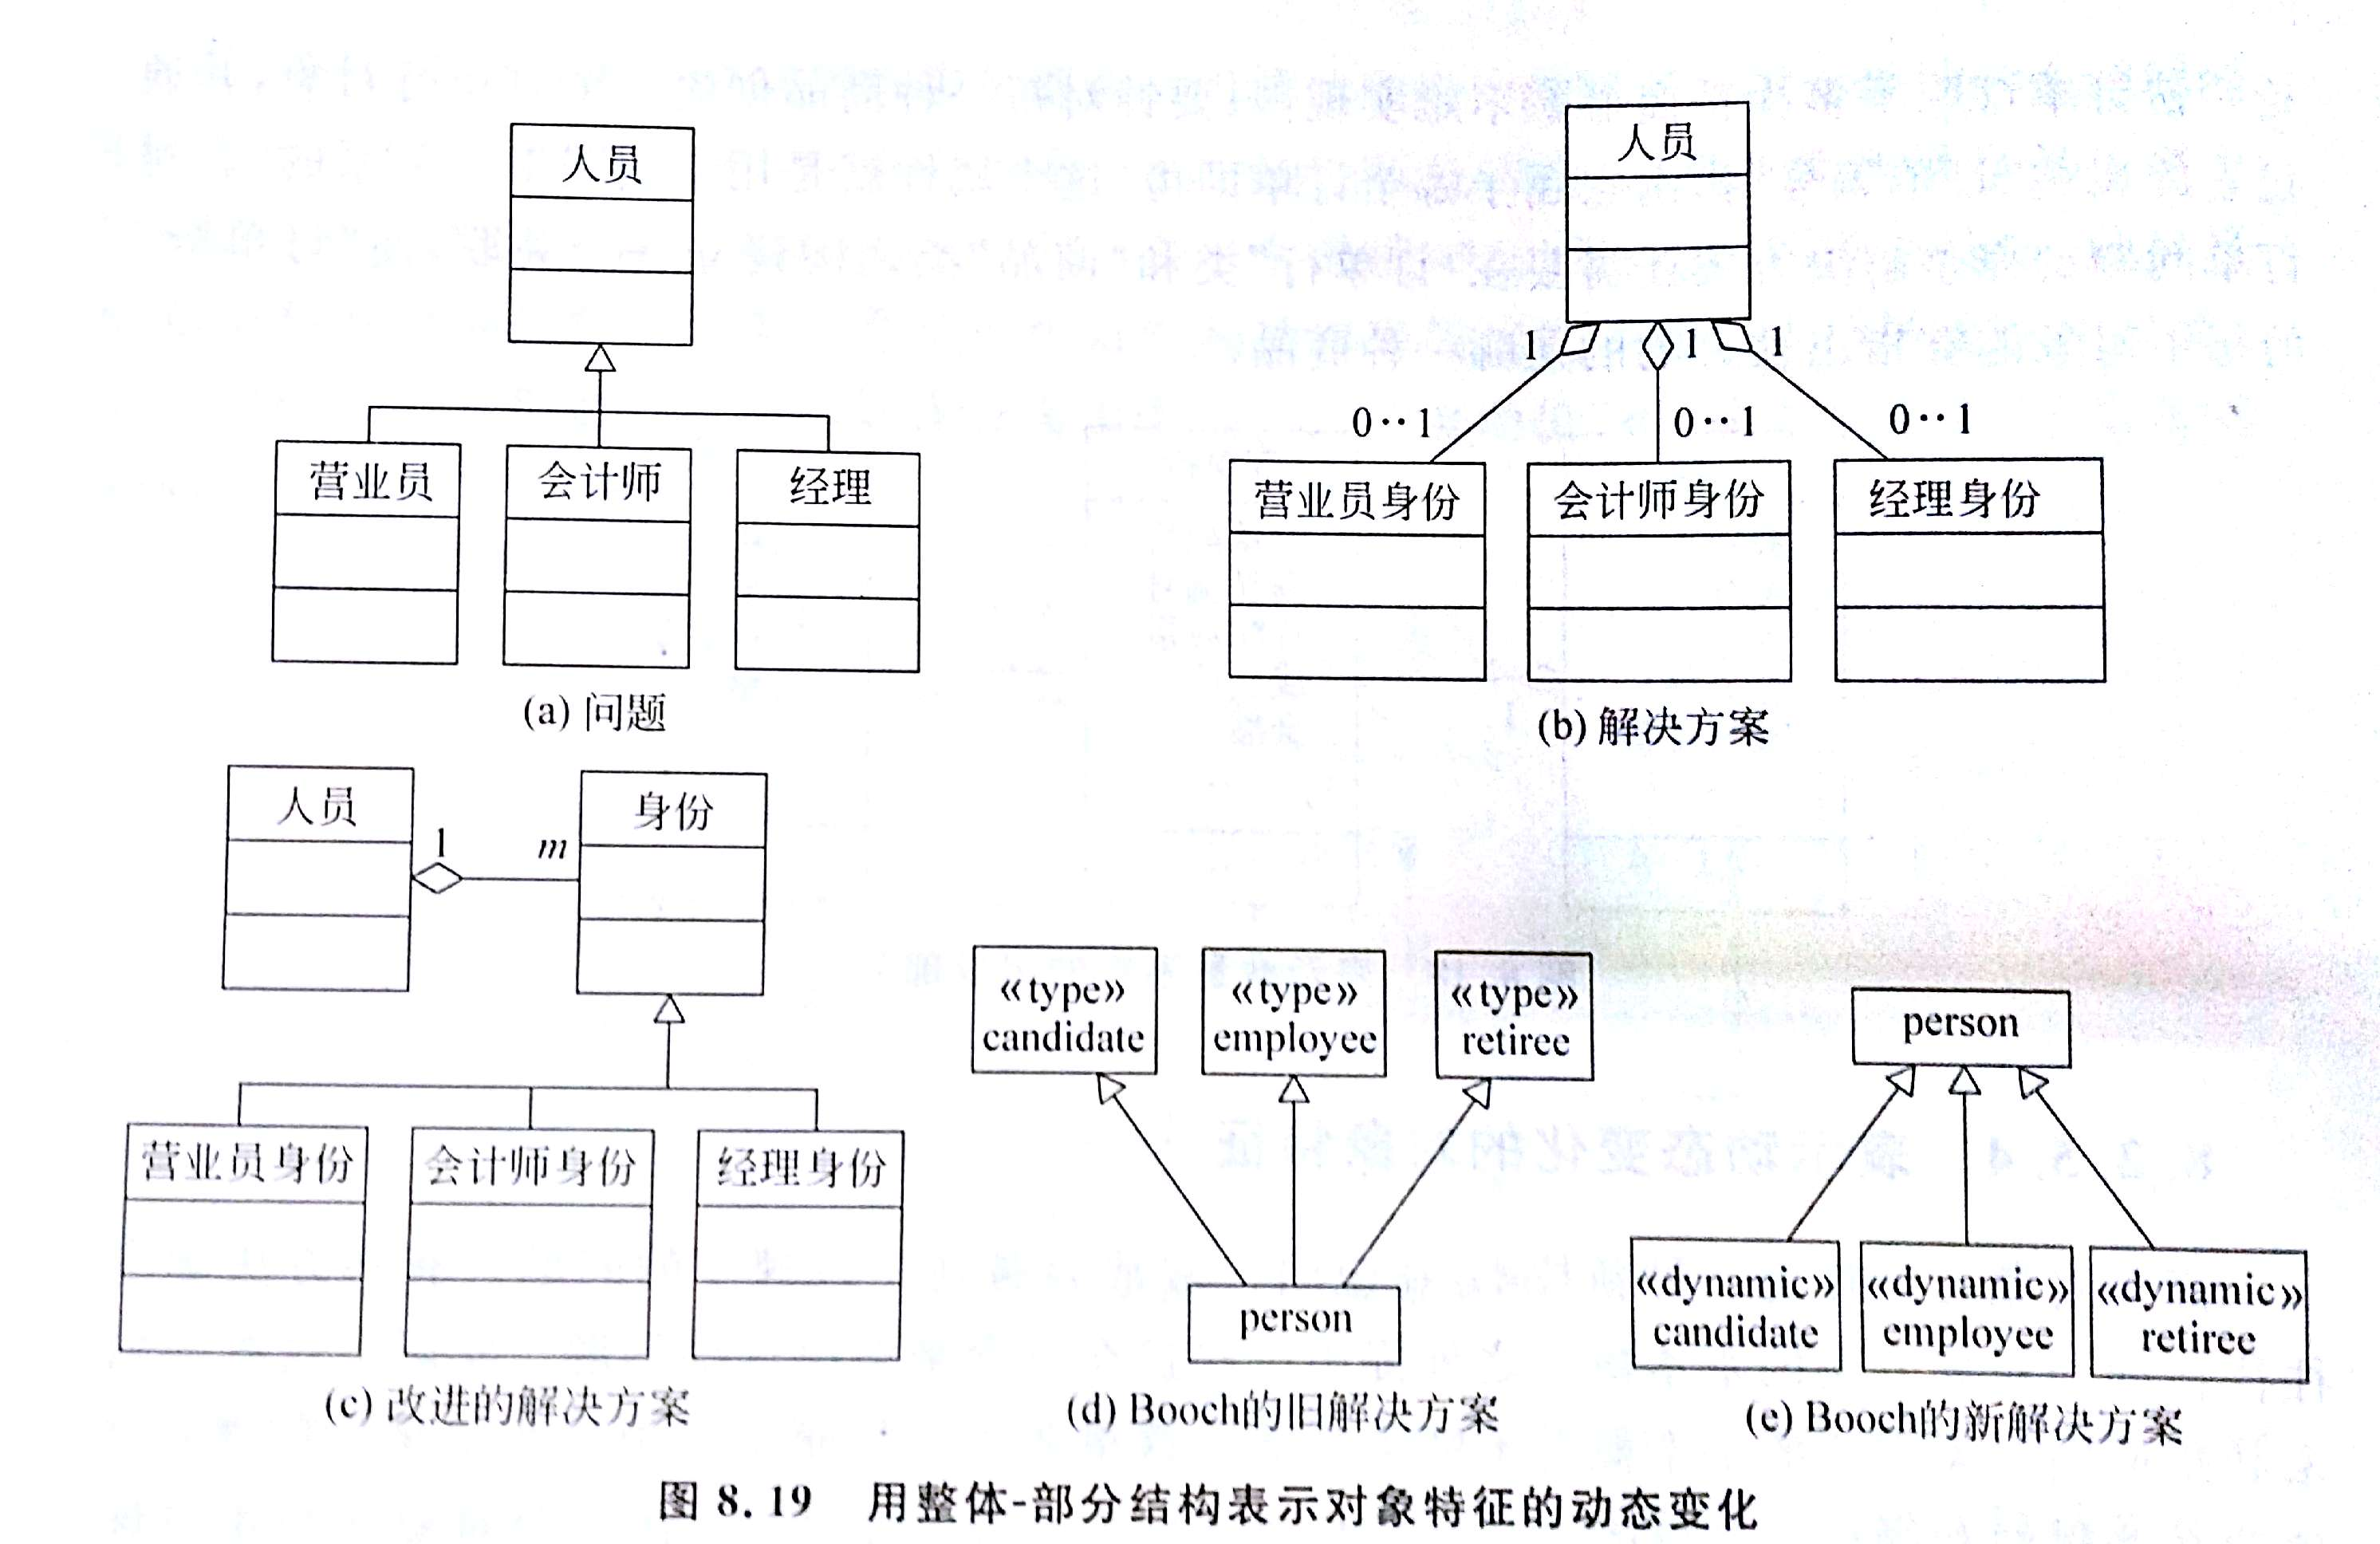 人员
营业员
会计师
经理
(a) 问题
人员
1
1
1
0··1
0··1
0··1
营业员身份
会计师身份
经理身份
(b) 解决方案
人员
1
m
身份
营业员身份
会计师身份
经理身份
(c) 改进的解决方案
«type»
candidate
«type»
employee
«type»
retiree
person
(d) Booch的旧解决方案
person
«dynamic»
candidate
«dynamic»
employee
«dynamic»
retiree
(e) Booch的新解决方案
图 8.19 用整体-部分结构表示对象特征的动态变化